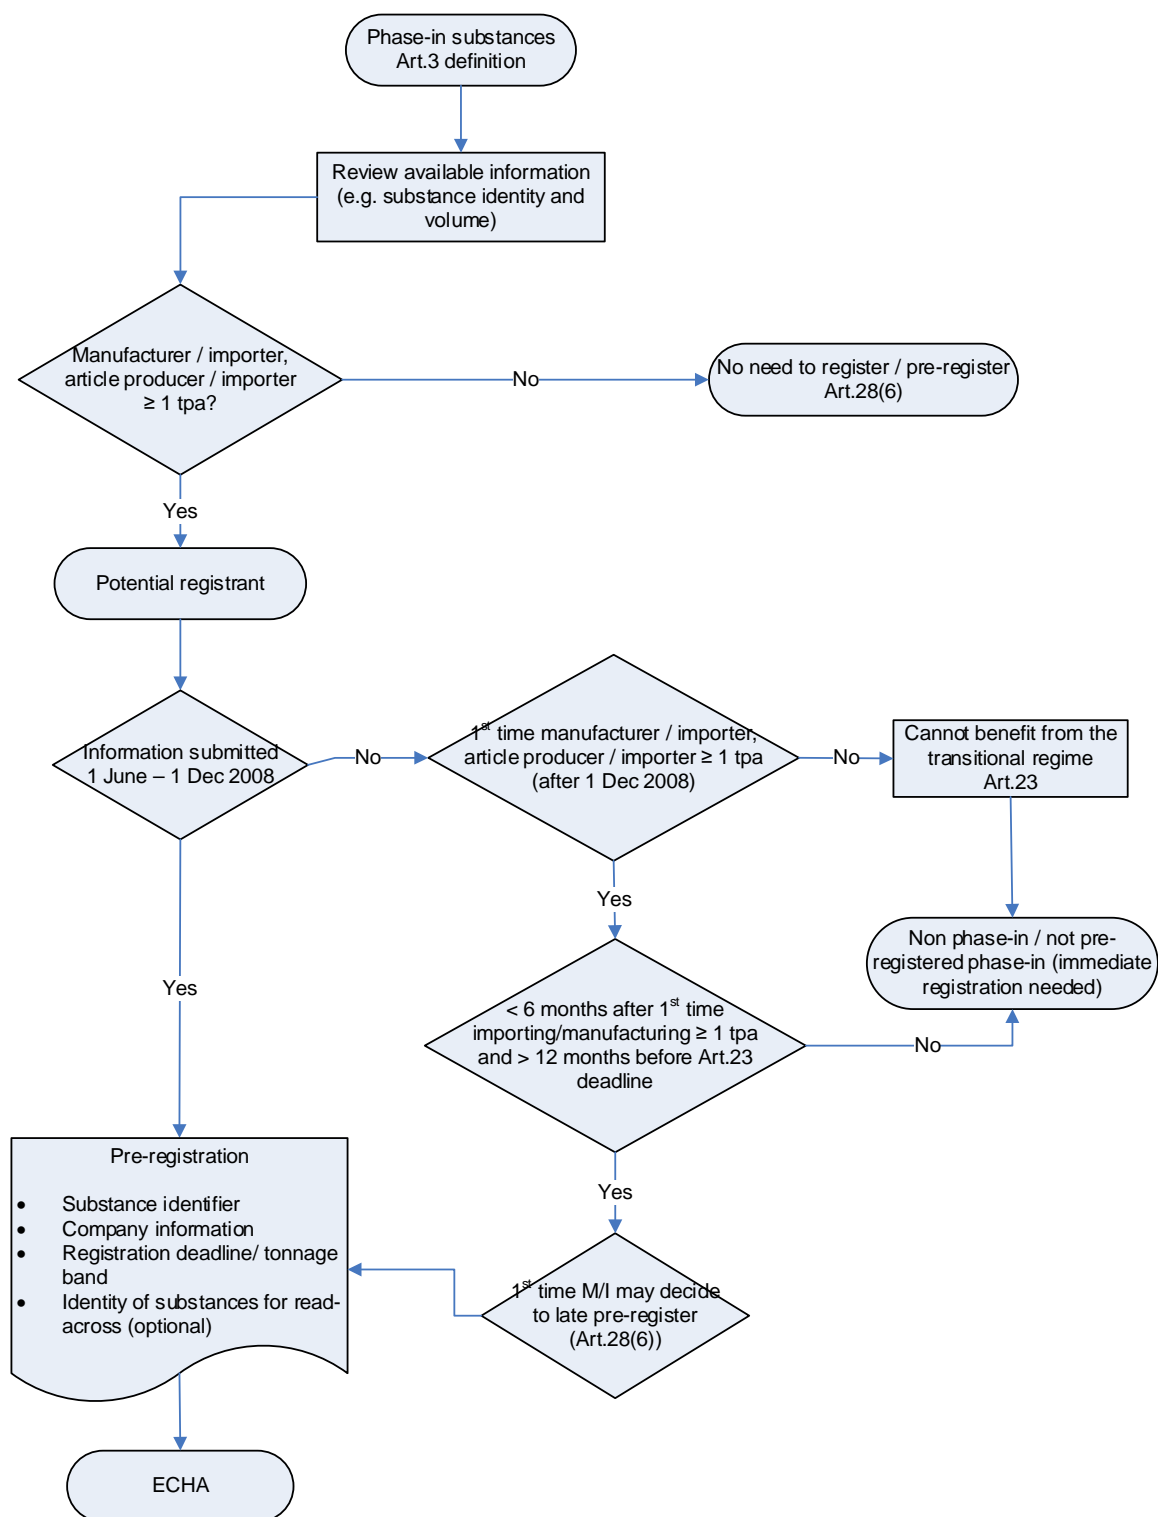 Phase-in substances
Art.3 definition
Review available information
(e.g. substance identity and
volume)
Manufacturer / importer,
article producer / importer
≥ 1 tpa?
No
No need to register / pre-register
Art.28(6)
Yes
Potential registrant
Information submitted
1 June – 1 Dec 2008
No
1st time manufacturer / importer,
article producer / importer ≥ 1 tpa
(after 1 Dec 2008)
No
Cannot benefit from the
transitional regime
Art.23
Yes
Non phase-in / not pre-
registered phase-in (immediate
registration needed)
Yes
< 6 months after 1st time
importing/manufacturing ≥ 1 tpa
and > 12 months before Art.23
deadline
No
Yes
Pre-registration
• Substance identifier
• Company information
• Registration deadline/ tonnage
band
• Identity of substances for read-
across (optional)
1st time M/I may decide
to late pre-register
(Art.28(6))
ECHA